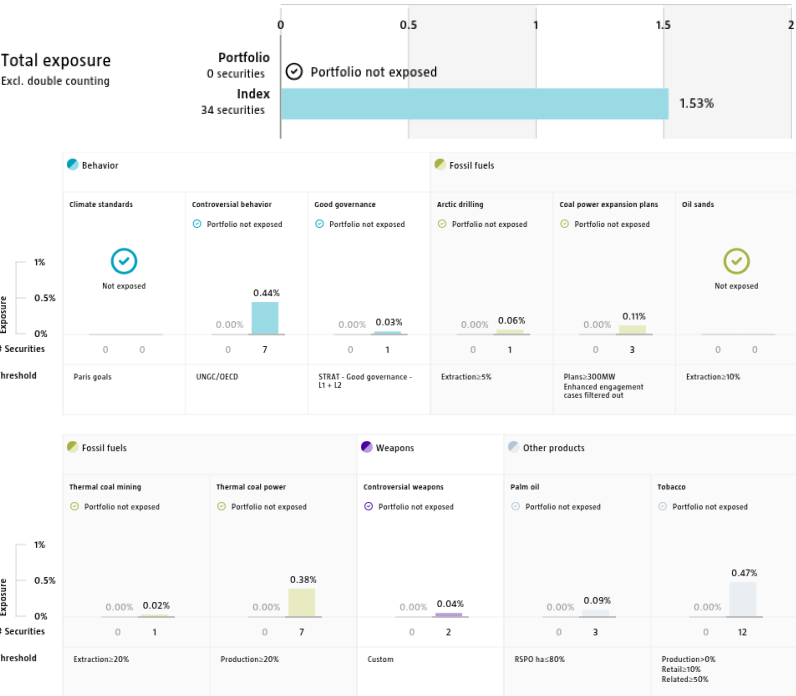 0 0.5 1 1.5 2
Total exposure
Excl. double counting
Portfolio
0 securities
Portfolio not exposed
Index
34 securities
1.53%
Behavior
Fossil fuels
Climate standards
Controversial behavior
Good governance
Arctic drilling
Coal power expansion plans
Oil sands
Portfolio not exposed
Portfolio not exposed
Portfolio not exposed
Portfolio not exposed
Not exposed
Not exposed
Exposure
1%
0.5%
0%
0.00% 0.44%
0.00% 0.03%
0.00% 0.06%
0.00% 0.11%
# Securities
0 0
0 7
0 1
0 1
0 3
0 0
hreshold
Paris goals
UNGC/OECD
STRAT - Good governance -
L1 + L2
Extraction≥5%
Plans≥300MW
Enhanced engagement
cases filtered out
Extraction≥10%
Fossil fuels
Weapons
Other products
Thermal coal mining
Thermal coal power
Controversial weapons
Palm oil
Tobacco
Portfolio not exposed
Portfolio not exposed
Portfolio not exposed
Portfolio not exposed
Portfolio not exposed
Exposure
1%
0.5%
0%
0.00% 0.02%
0.00% 0.38%
0.00% 0.04%
0.00% 0.09%
0.00% 0.47%
# Securities
0 1
0 7
0 2
0 3
0 12
hreshold
Extraction≥20%
Production≥20%
Custom
RSPO ha≤80%
Production>0%
Retail≥10%
Related≥50%